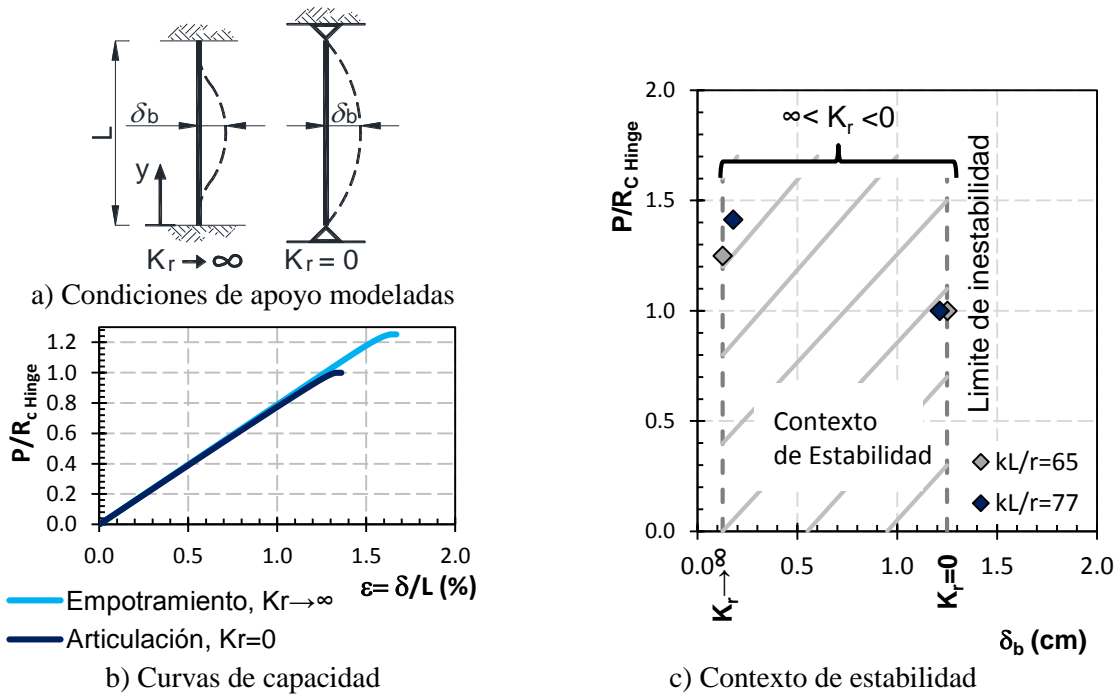 L
δb
δb
y
Kr → ∞
Kr = 0
a) Condiciones de apoyo modeladas
P/Rc Hinge
1.2
1.0
0.8
0.6
0.4
0.2
0.0
0.0 0.5 1.0 1.5 2.0
ε= δ/L (%)
Empotramiento, Kr→∞
Articulación, Kr=0
b) Curvas de capacidad
P/RC Hinge
2.0
1.5
1.0
0.5
0.0
∞< Kr <0
Limite de inestabilidad
Contexto
de Estabilidad
kL/r=65
kL/r=77
0.0 0.5 1.0 1.5 2.0
Kr→∞
Kr=0
δb (cm)
c) Contexto de estabilidad